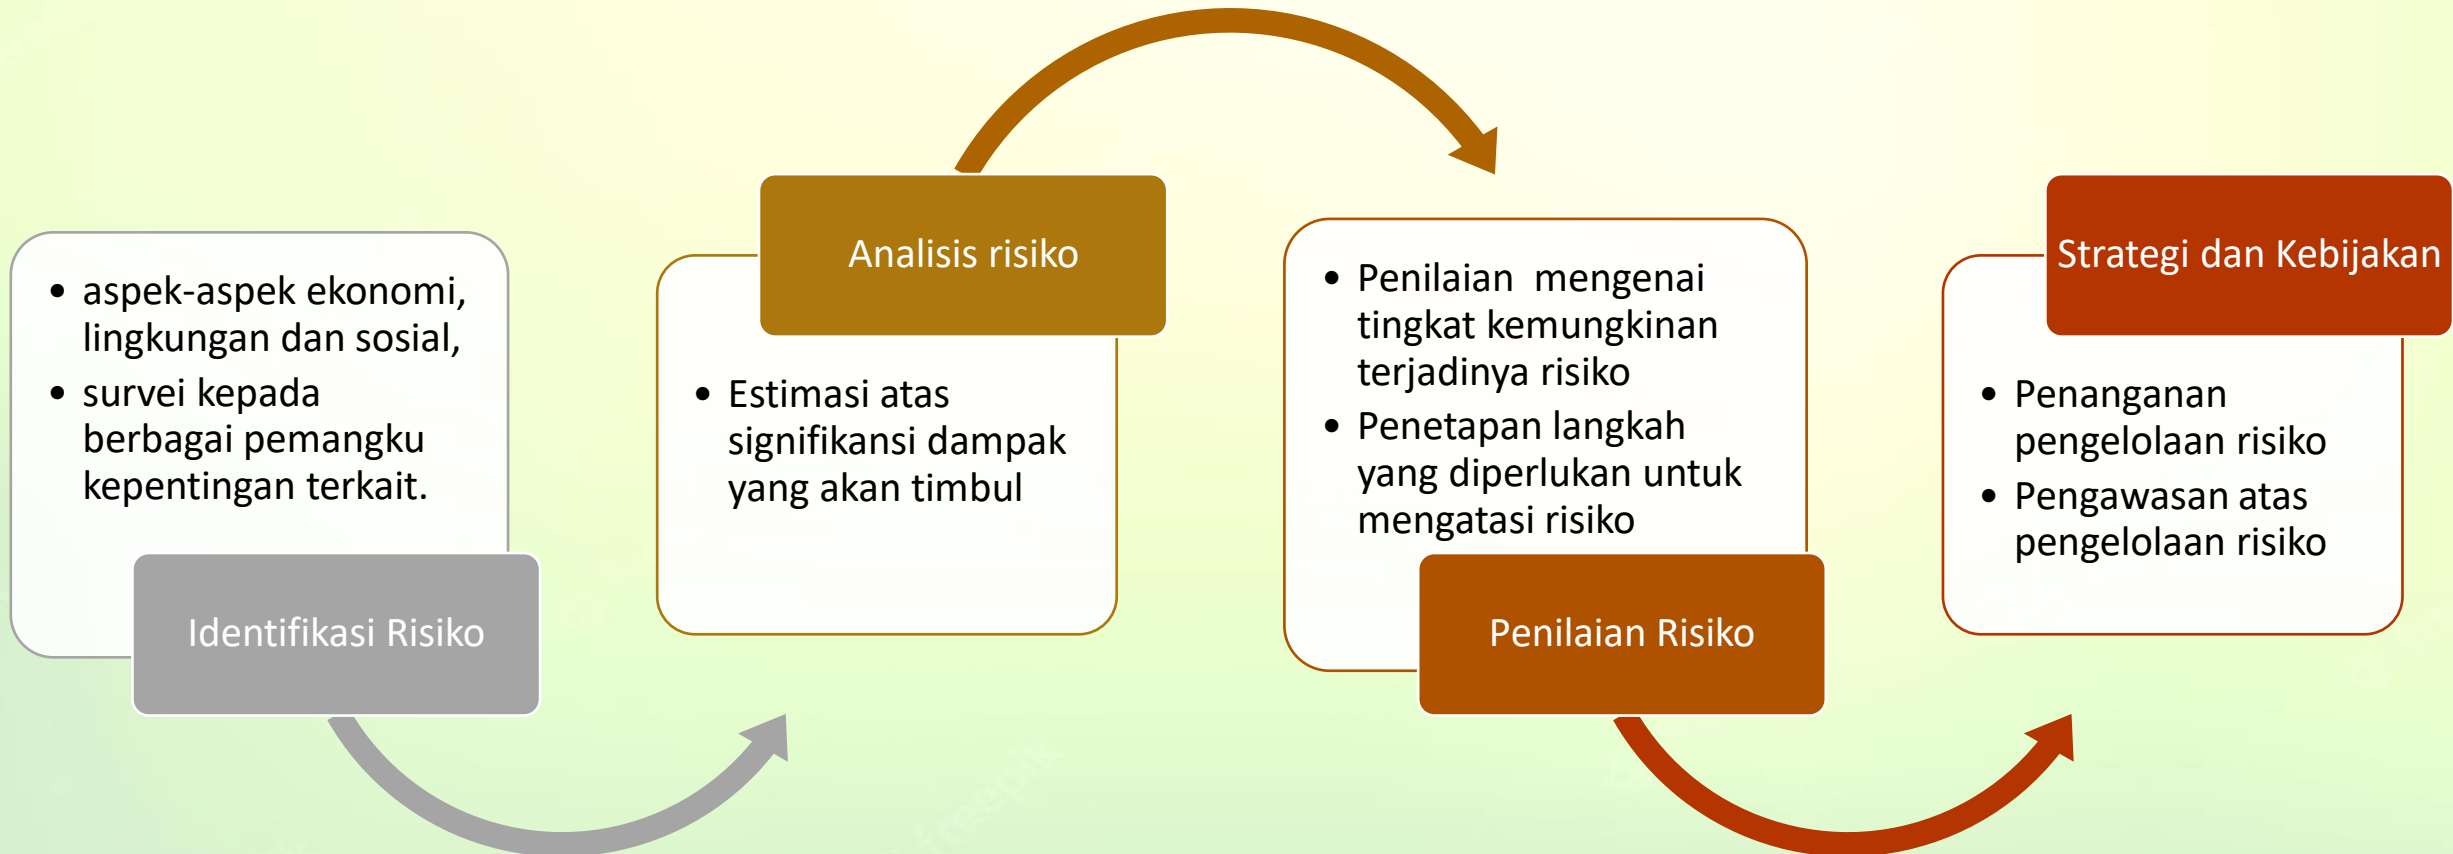 • aspek-aspek ekonomi,
lingkungan dan sosial,
• survei kepada
berbagai pemangku
kepentingan terkait.
Identifikasi Risiko
Analisis risiko
• Estimasi atas
signifikansi dampak
yang akan timbul
• Penilaian  mengenai
tingkat kemungkinan
terjadinya risiko
• Penetapan langkah
yang diperlukan untuk
mengatasi risiko
Penilaian Risiko
Strategi dan Kebijakan
• Penanganan
pengelolaan risiko
• Pengawasan atas
pengelolaan risiko
freepik